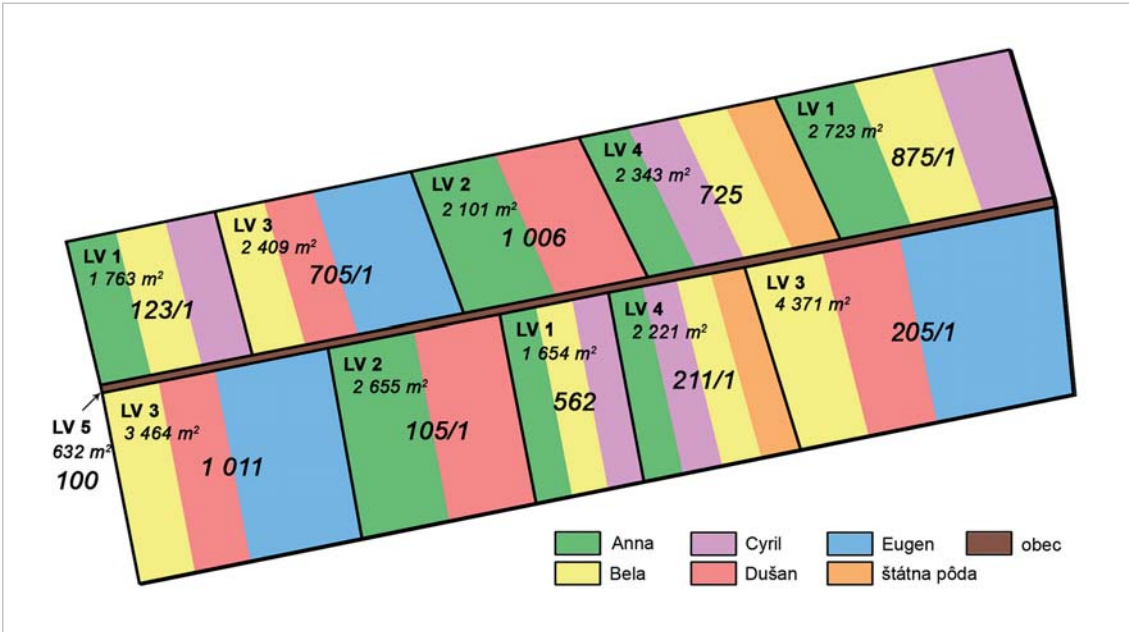 LV 1
2 723 m²
875/1
LV 4
2 343 m²
725
LV 2
2 101 m²
1 006
LV 3
2 409 m²
705/1
LV 1
1 763 m²
123/1
LV 3
4 371 m²
205/1
LV 4
2 221 m²
211/1
LV 1
1 654 m²
562
LV 2
2 655 m²
105/1
LV 3
3 464 m²
1 011
LV 5
632 m²
100
Anna
Cyril
Eugen
obec
Bela
Dušan
štátna pôda